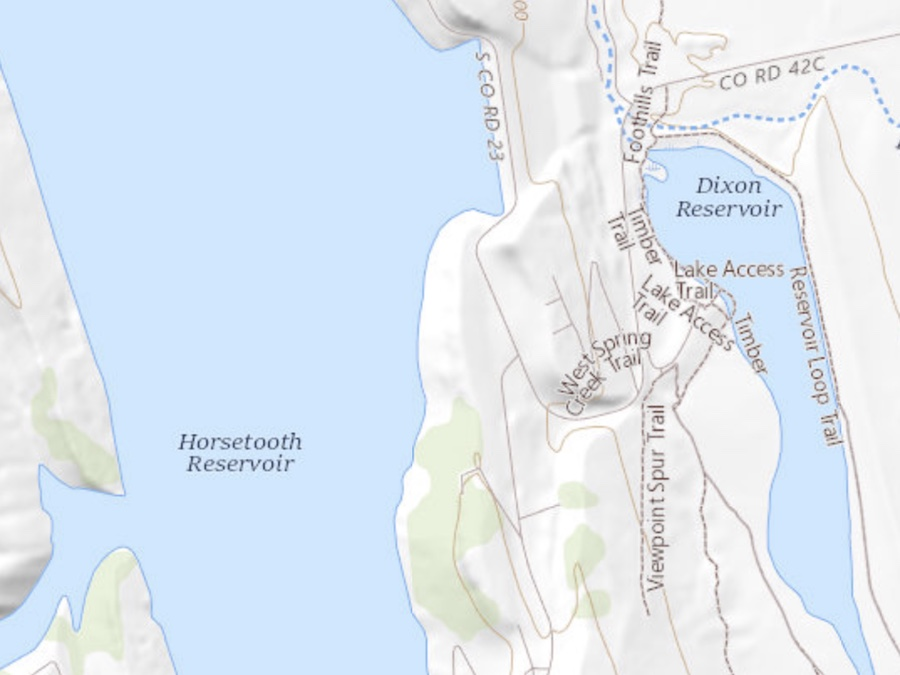 00
S CO RD 23
Foothills Trail
CO RD 42C
Dixon
Reservoir
Timber
Trail
Lake Access
Trail
Lake Access
Trail
Timber
Reservoir Loop Trail
West Spring
Creek Trail
Viewpoint Spur Trail
Horsetooth
Reservoir